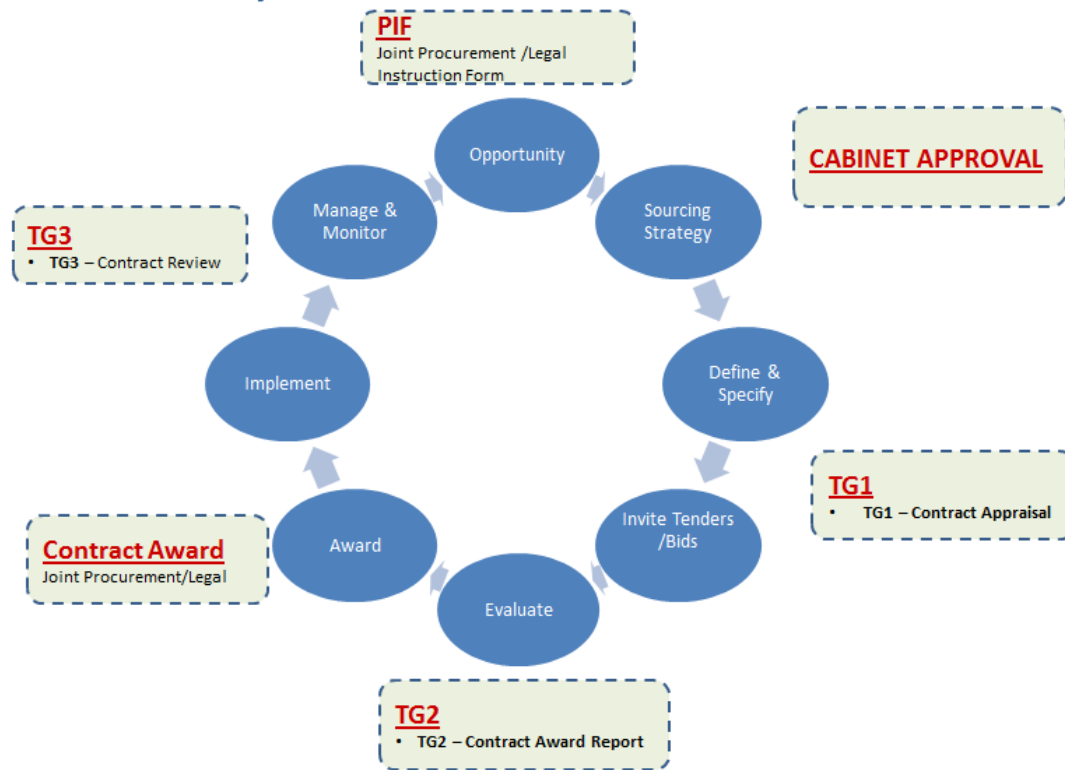 PIF
Joint Procurement /Legal
Instruction Form
Opportunity
CABINET APPROVAL
Sourcing
Strategy
Define &
Specify
TG1
• TG1 – Contract Appraisal
Invite Tenders
/Bids
Evaluate
TG2
• TG2 – Contract Award Report
Award
Contract Award
Joint Procurement/Legal
Implement
Manage &
Monitor
TG3
• TG3 – Contract Review